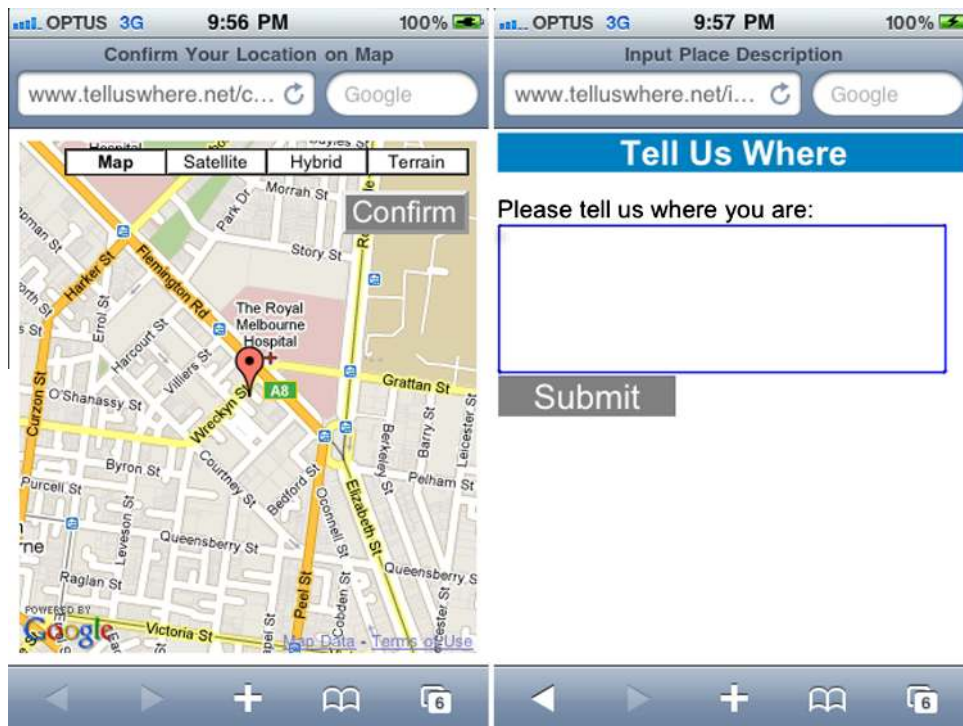 OPTUS 3G 9:56 PM 100%
Confirm Your Location on Map
www.telluswhere.net/c... Google
Hospital
Map Satellite Hybrid Terrain
Confirm
Morrah St
Park Dr
Story St
Harker St
Flemington Rd
Errol St
The Royal
Melbourne
Hospital
Harcourt St
Villiers St
A8
Grattan St
O'Shanassy St
Curzon St
Wreckyn St
Berkeley St
Barry St
Leicester St
Byron St
Courtney St
Bedford St
Pelham St
Purcell St
Leveson St
Oconnell St
Elizabeth St
Queensberry St
Queensberry S
Raglan St
Peel St
Cobden St
POWERED BY
Google
Victoria St
Map Data - Terms of Use
6
OPTUS 3G 9:57 PM 100%
Input Place Description
www.telluswhere.net/i... Google
Tell Us Where
Please tell us where you are:
Submit
6